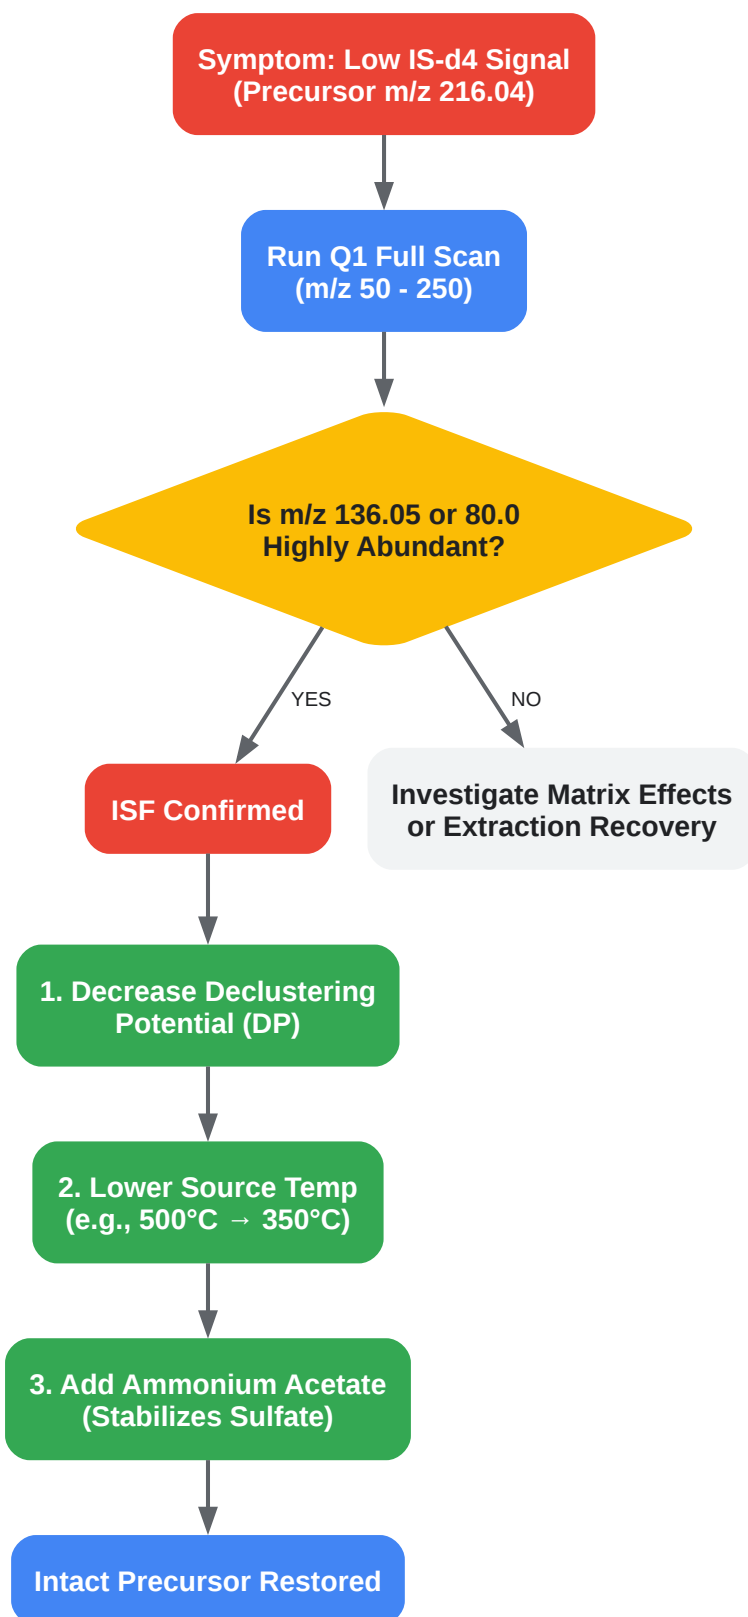 Symptom: Low IS-d4 Signal
(Precursor m/z 216.04)
Run Q1 Full Scan
(m/z 50 - 250)
Is m/z 136.05 or 80.0
Highly Abundant?
YES
NO
ISF Confirmed
Investigate Matrix Effects
or Extraction Recovery
1. Decrease Declustering
Potential (DP)
2. Lower Source Temp
(e.g., 500°C → 350°C)
3. Add Ammonium Acetate
(Stabilizes Sulfate)
Intact Precursor Restored